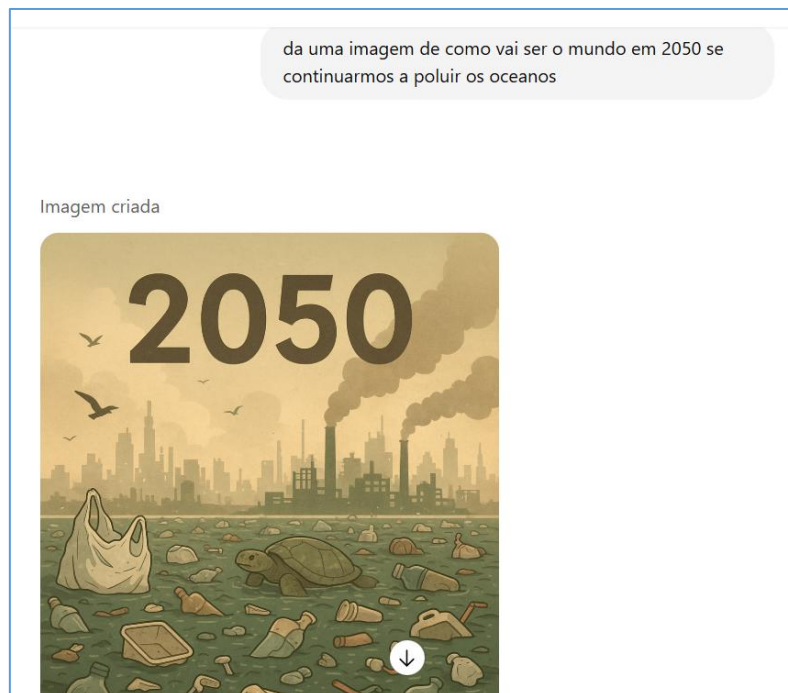 da uma imagem de como vai ser o mundo em 2050 se
continuarmos a poluir os oceanos
Imagem criada
2050